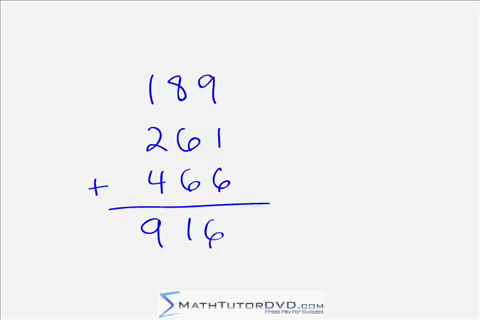 189
261
+ 466
916
MATHTUTORDVD.COM
Press Play For Success